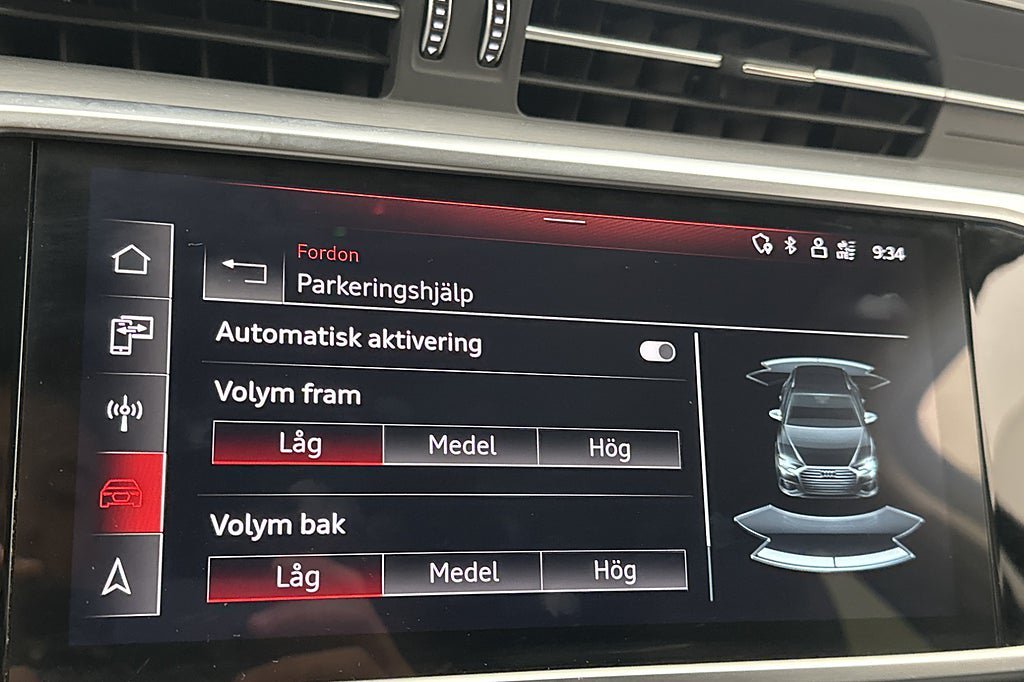 9:34
Fordon
Parkeringshjälp
Automatisk aktivering
Volym fram
Låg Medel Hög
Volym bak
Låg Medel Hög